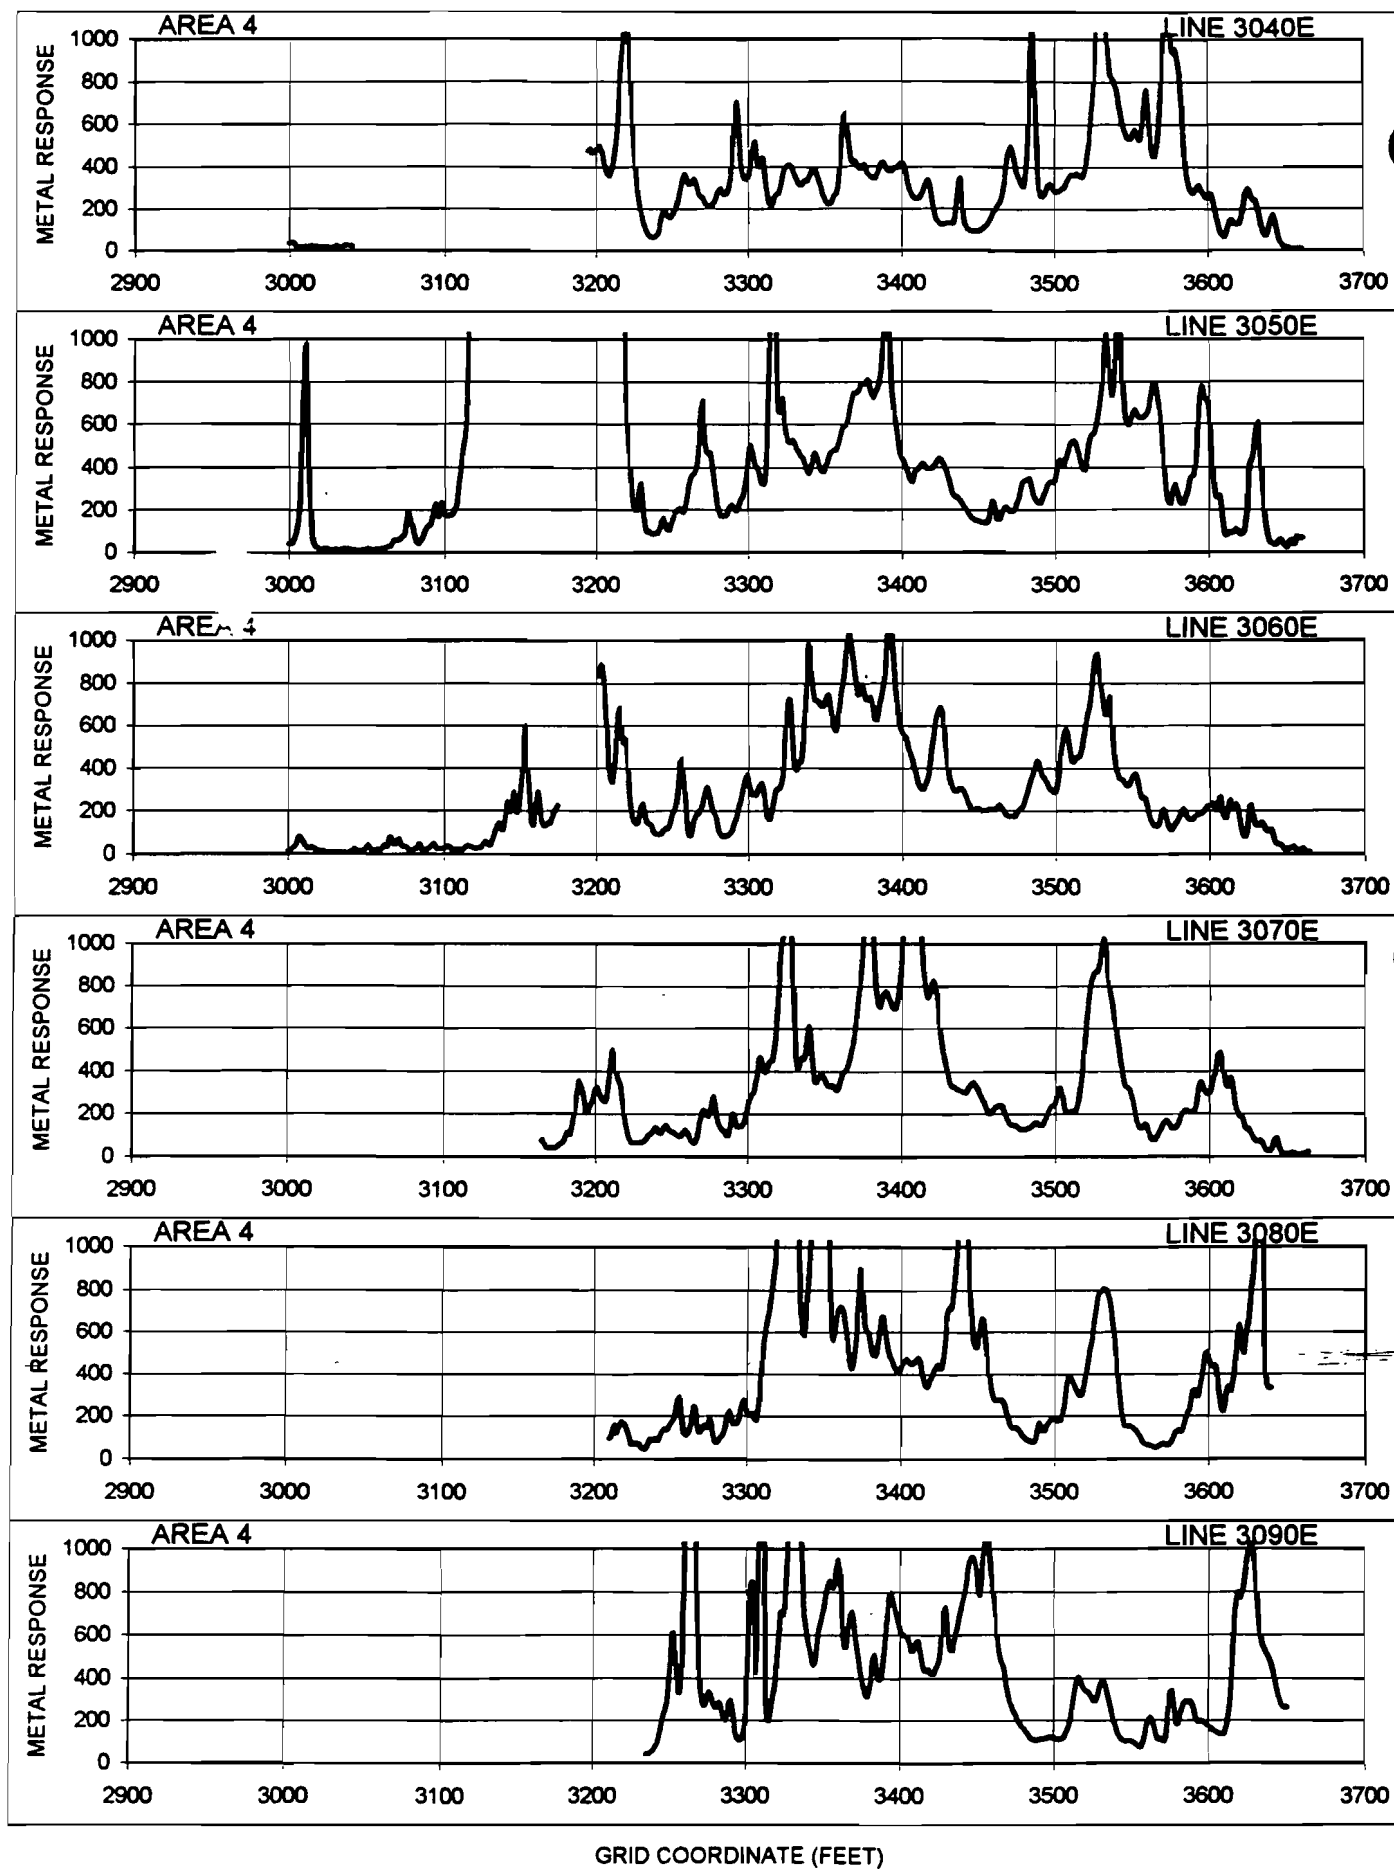 AREA 4 LINE 3040E
METAL RESPONSE
1000
800
600
400
200
0
2900 3000 3100 3200 3300 3400 3500 3600 3700
AREA 4 LINE 3050E
METAL RESPONSE
1000
800
600
400
200
0
2900 3000 3100 3200 3300 3400 3500 3600 3700
AREA 4 LINE 3060E
METAL RESPONSE
1000
800
600
400
200
0
2900 3000 3100 3200 3300 3400 3500 3600 3700
AREA 4 LINE 3070E
METAL RESPONSE
1000
800
600
400
200
0
2900 3000 3100 3200 3300 3400 3500 3600 3700
AREA 4 LINE 3080E
METAL RESPONSE
1000
800
600
400
200
0
2900 3000 3100 3200 3300 3400 3500 3600 3700
AREA 4 LINE 3090E
METAL RESPONSE
1000
800
600
400
200
0
2900 3000 3100 3200 3300 3400 3500 3600 3700
GRID COORDINATE (FEET)